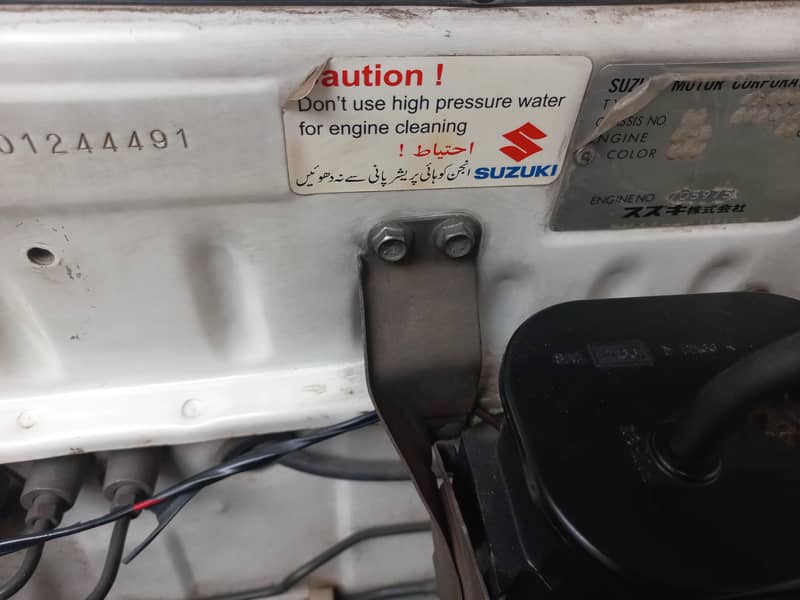 01244491
aution !
Don't use high pressure water
for engine cleaning
احتیاط !
انجن کو ہائی پریشر پانی سے نہ دھوئیں
SUZUKI
MOTOR CORPORA
CHASSIS NO.
ENGINE
COLOR
ENGINE NO
スズキ株式会社